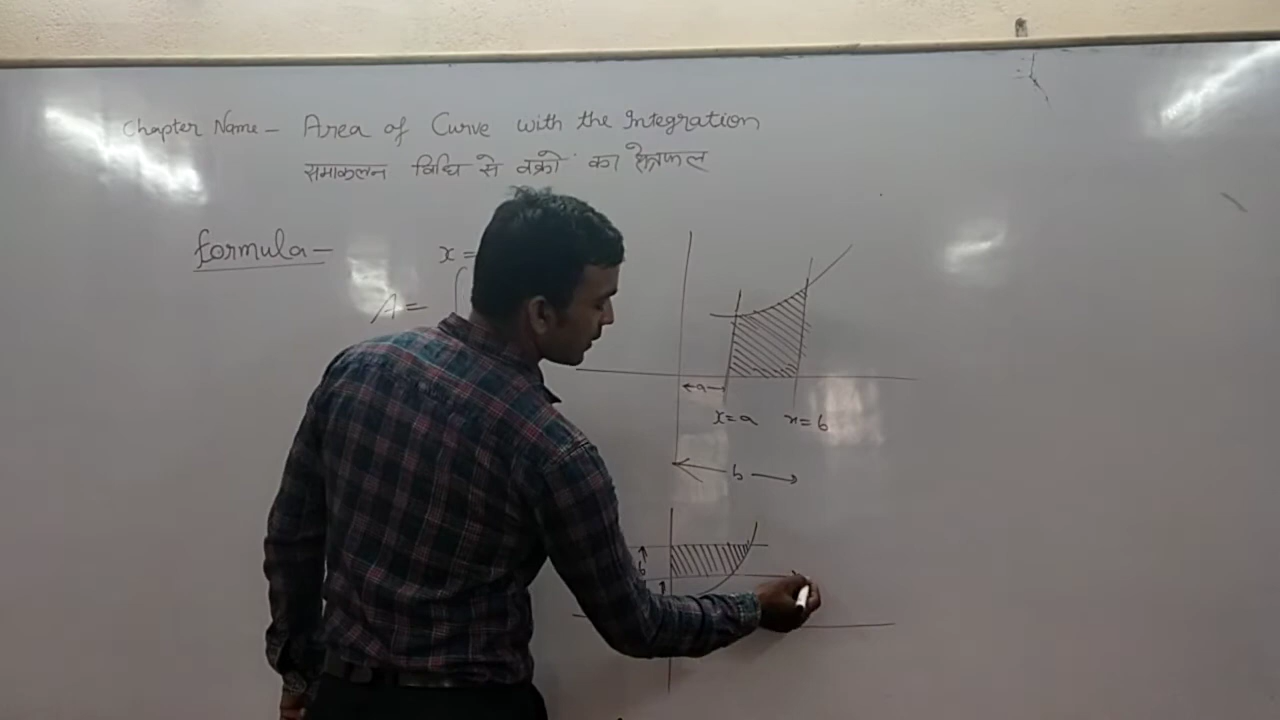 Chapter Name - Area of Curve with the Integration
समाकलन विधि से वक्रो का क्षेत्रफल
formula -
x =
A = ∫
a
x=a x=b
b
b